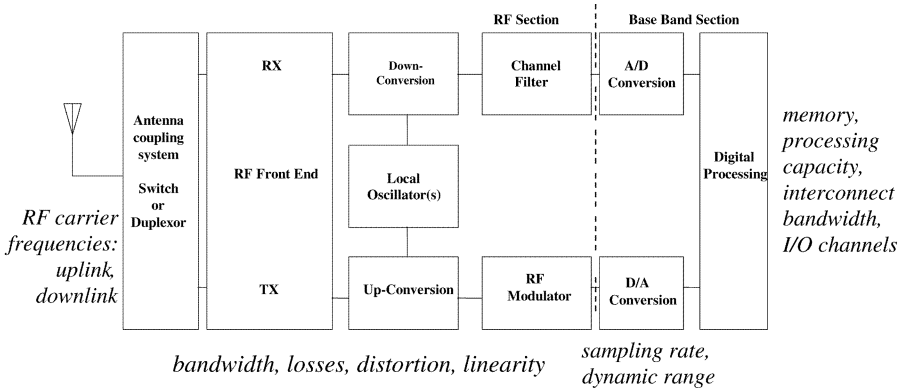 RF Section
Base Band Section
RX
Down-
Conversion
Channel
Filter
A/D
Conversion
Antenna
coupling
system
Switch
or
Duplexor
RF Front End
Local
Oscillator(s)
Digital
Processing
memory,
processing
capacity,
interconnect
bandwidth,
I/O channels
RF carrier
frequencies:
uplink,
downlink
TX
Up-Conversion
RF
Modulator
D/A
Conversion
bandwidth, losses, distortion, linearity
sampling rate,
dynamic range